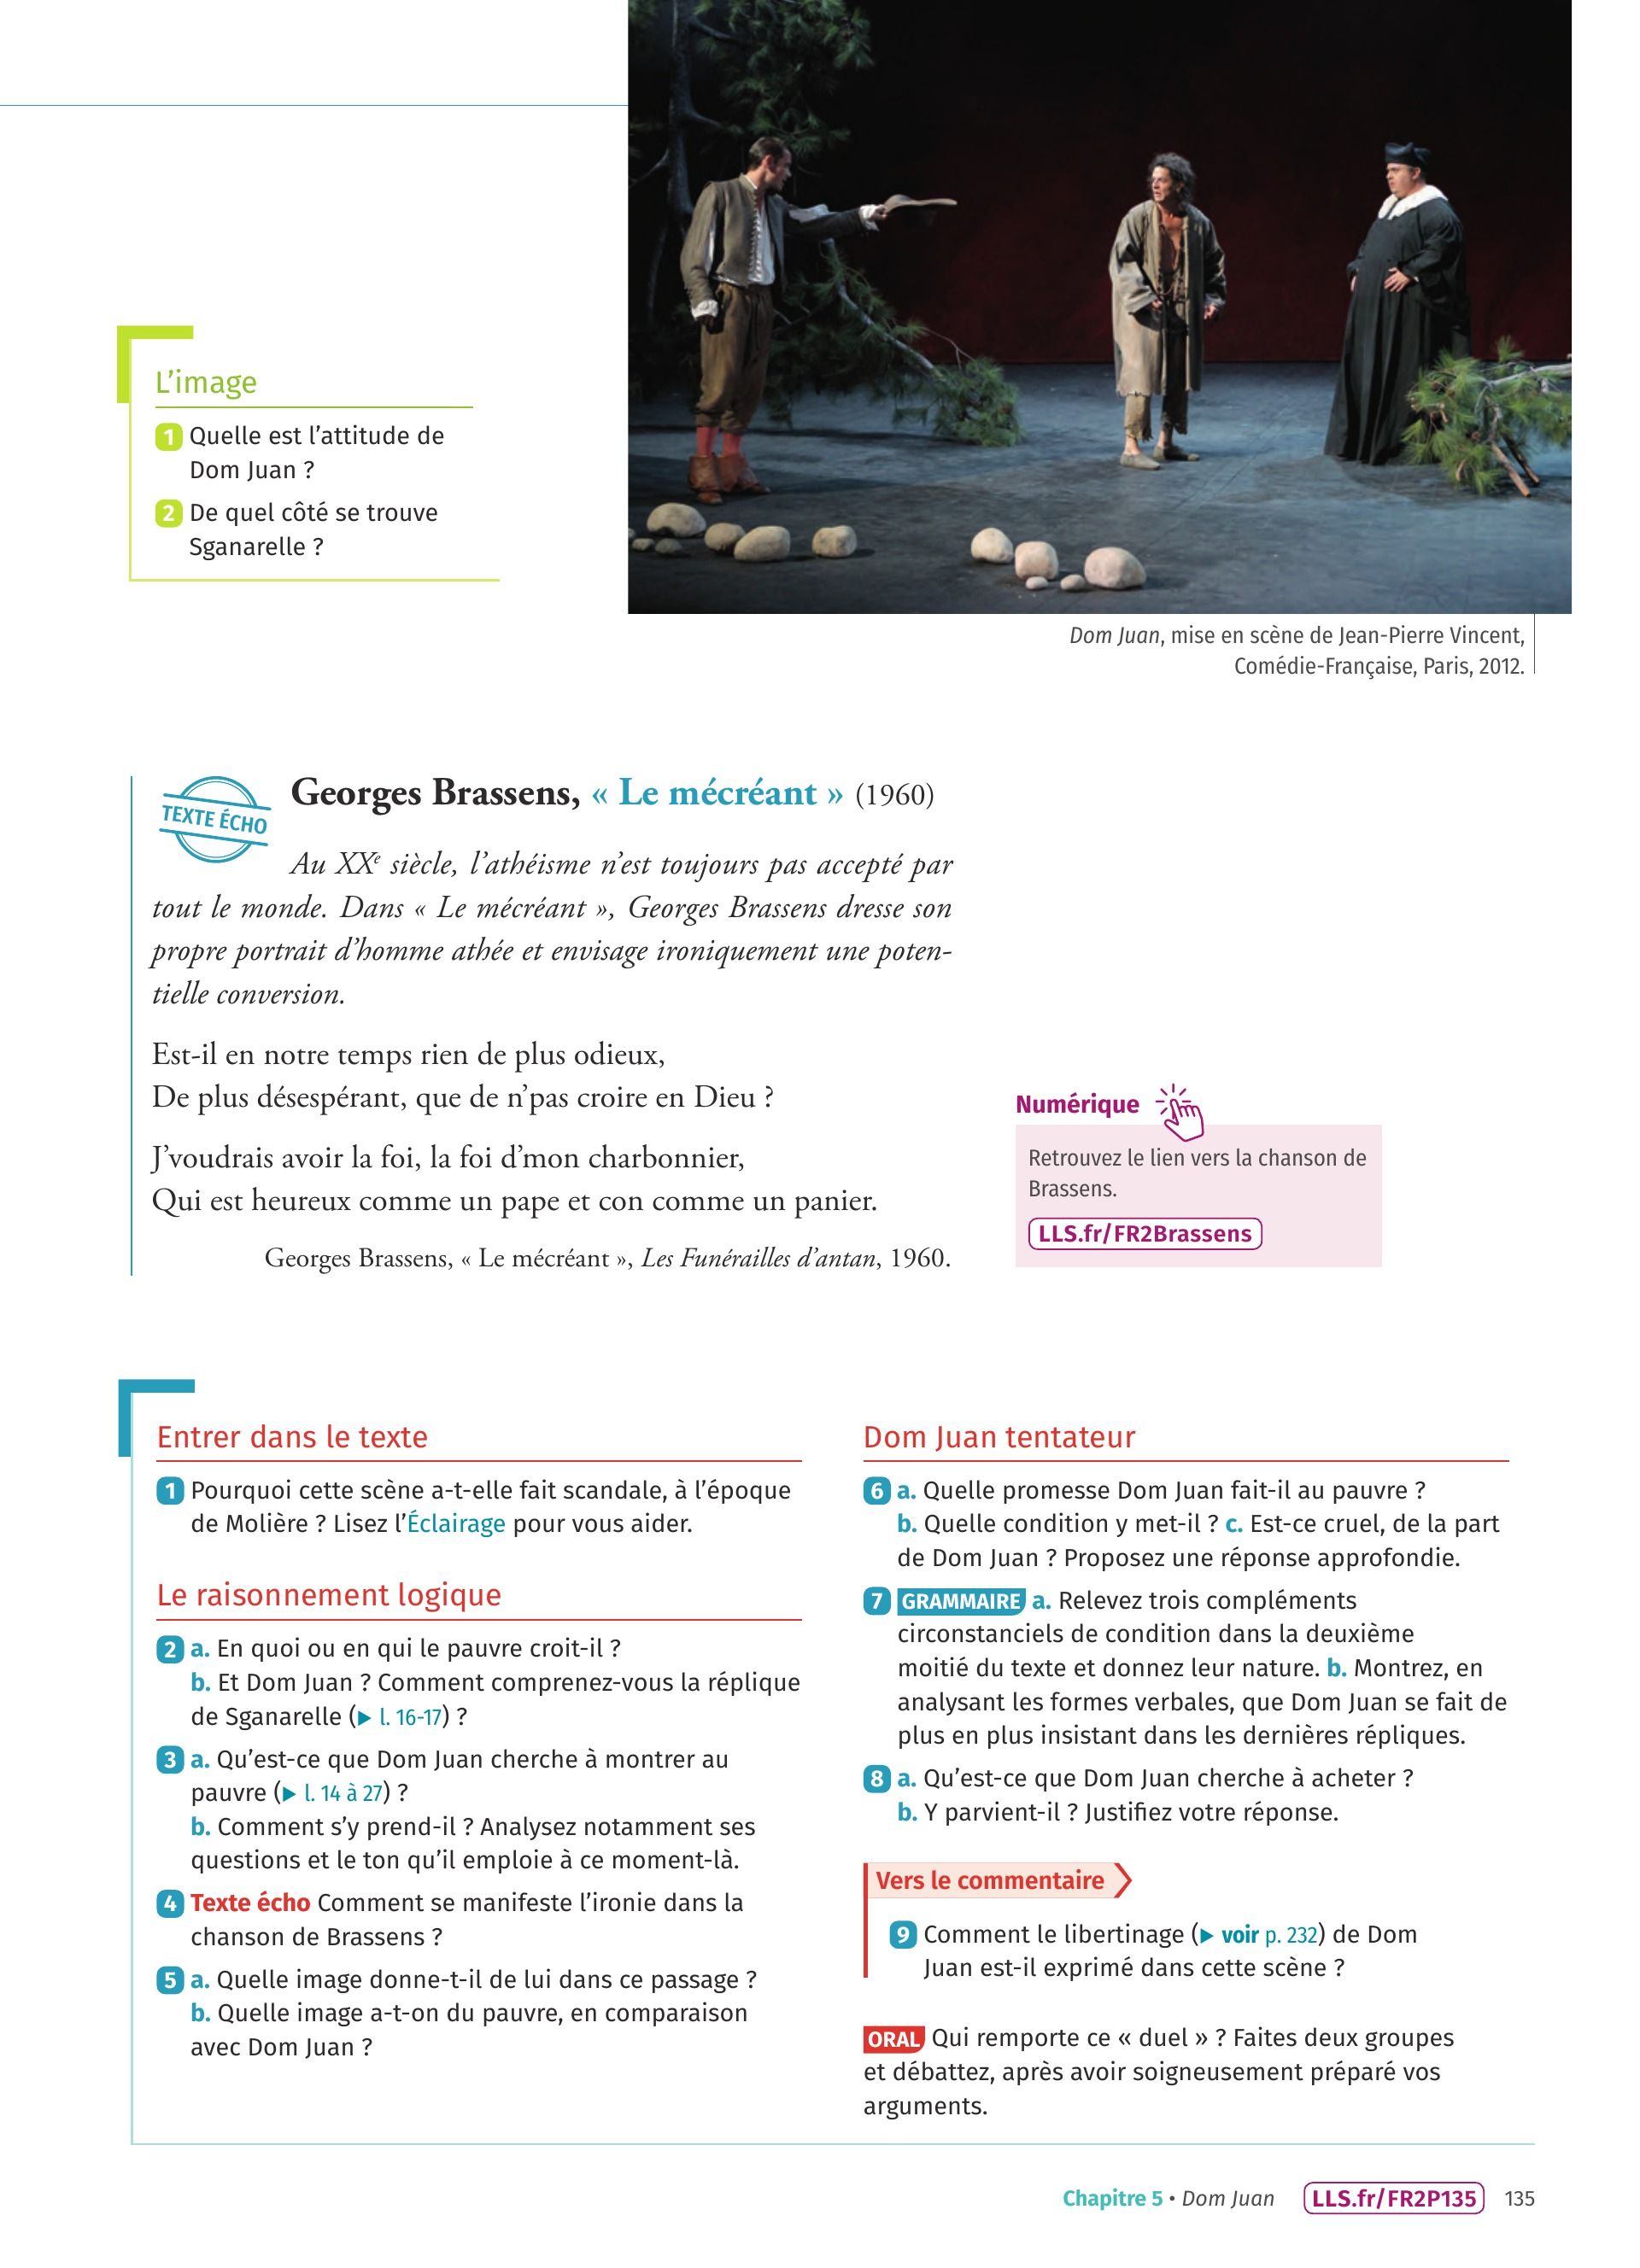 L'image
1 Quelle est l'attitude de
Dom Juan ?
2 De quel côté se trouve
Sganarelle ?
Dom Juan, mise en scène de Jean-Pierre Vincent,
Comédie-Française, Paris, 2012.
TEXTE ÉCHO
Georges Brassens, « Le mécréant » (1960)
Au XXe siècle, l'athéisme n'est toujours pas accepté par
tout le monde. Dans « Le mécréant », Georges Brassens dresse son
propre portrait d'homme athée et envisage ironiquement une poten-
tielle conversion.
Est-il en notre temps rien de plus odieux,
De plus désespérant, que de n'pas croire en Dieu ?
J'voudrais avoir la foi, la foi d'mon charbonnier,
Qui est heureux comme un pape et con comme un panier.
Georges Brassens, « Le mécréant », Les Funérailles d'antan, 1960.
Numérique
Retrouvez le lien vers la chanson de
Brassens.
LLS.fr/FR2Brassens
Entrer dans le texte
1 Pourquoi cette scène a-t-elle fait scandale, à l'époque
de Molière ? Lisez l'Éclairage pour vous aider.
Le raisonnement logique
2 a. En quoi ou en qui le pauvre croit-il ?
b. Et Dom Juan ? Comment comprenez-vous la réplique
de Sganarelle (▶ l. 16-17) ?
3 a. Qu'est-ce que Dom Juan cherche à montrer au
pauvre (▶ l. 14 à 27) ?
b. Comment s'y prend-il ? Analysez notamment ses
questions et le ton qu'il emploie à ce moment-là.
4 Texte écho Comment se manifeste l'ironie dans la
chanson de Brassens ?
5 a. Quelle image donne-t-il de lui dans ce passage ?
b. Quelle image a-t-on du pauvre, en comparaison
avec Dom Juan ?
Dom Juan tentateur
6 a. Quelle promesse Dom Juan fait-il au pauvre ?
b. Quelle condition y met-il ? c. Est-ce cruel, de la part
de Dom Juan ? Proposez une réponse approfondie.
7 GRAMMAIRE a. Relevez trois compléments
circonstanciels de condition dans la deuxième
moitié du texte et donnez leur nature. b. Montrez, en
analysant les formes verbales, que Dom Juan se fait de
plus en plus insistant dans les dernières répliques.
8 a. Qu'est-ce que Dom Juan cherche à acheter ?
b. Y parvient-il ? Justifiez votre réponse.
Vers le commentaire
9 Comment le libertinage (▶ voir p. 232) de Dom
Juan est-il exprimé dans cette scène ?
ORAL Qui remporte ce « duel » ? Faites deux groupes
et débattez, après avoir soigneusement préparé vos
arguments.
Chapitre 5 • Dom Juan LLS.fr/FR2P135 135